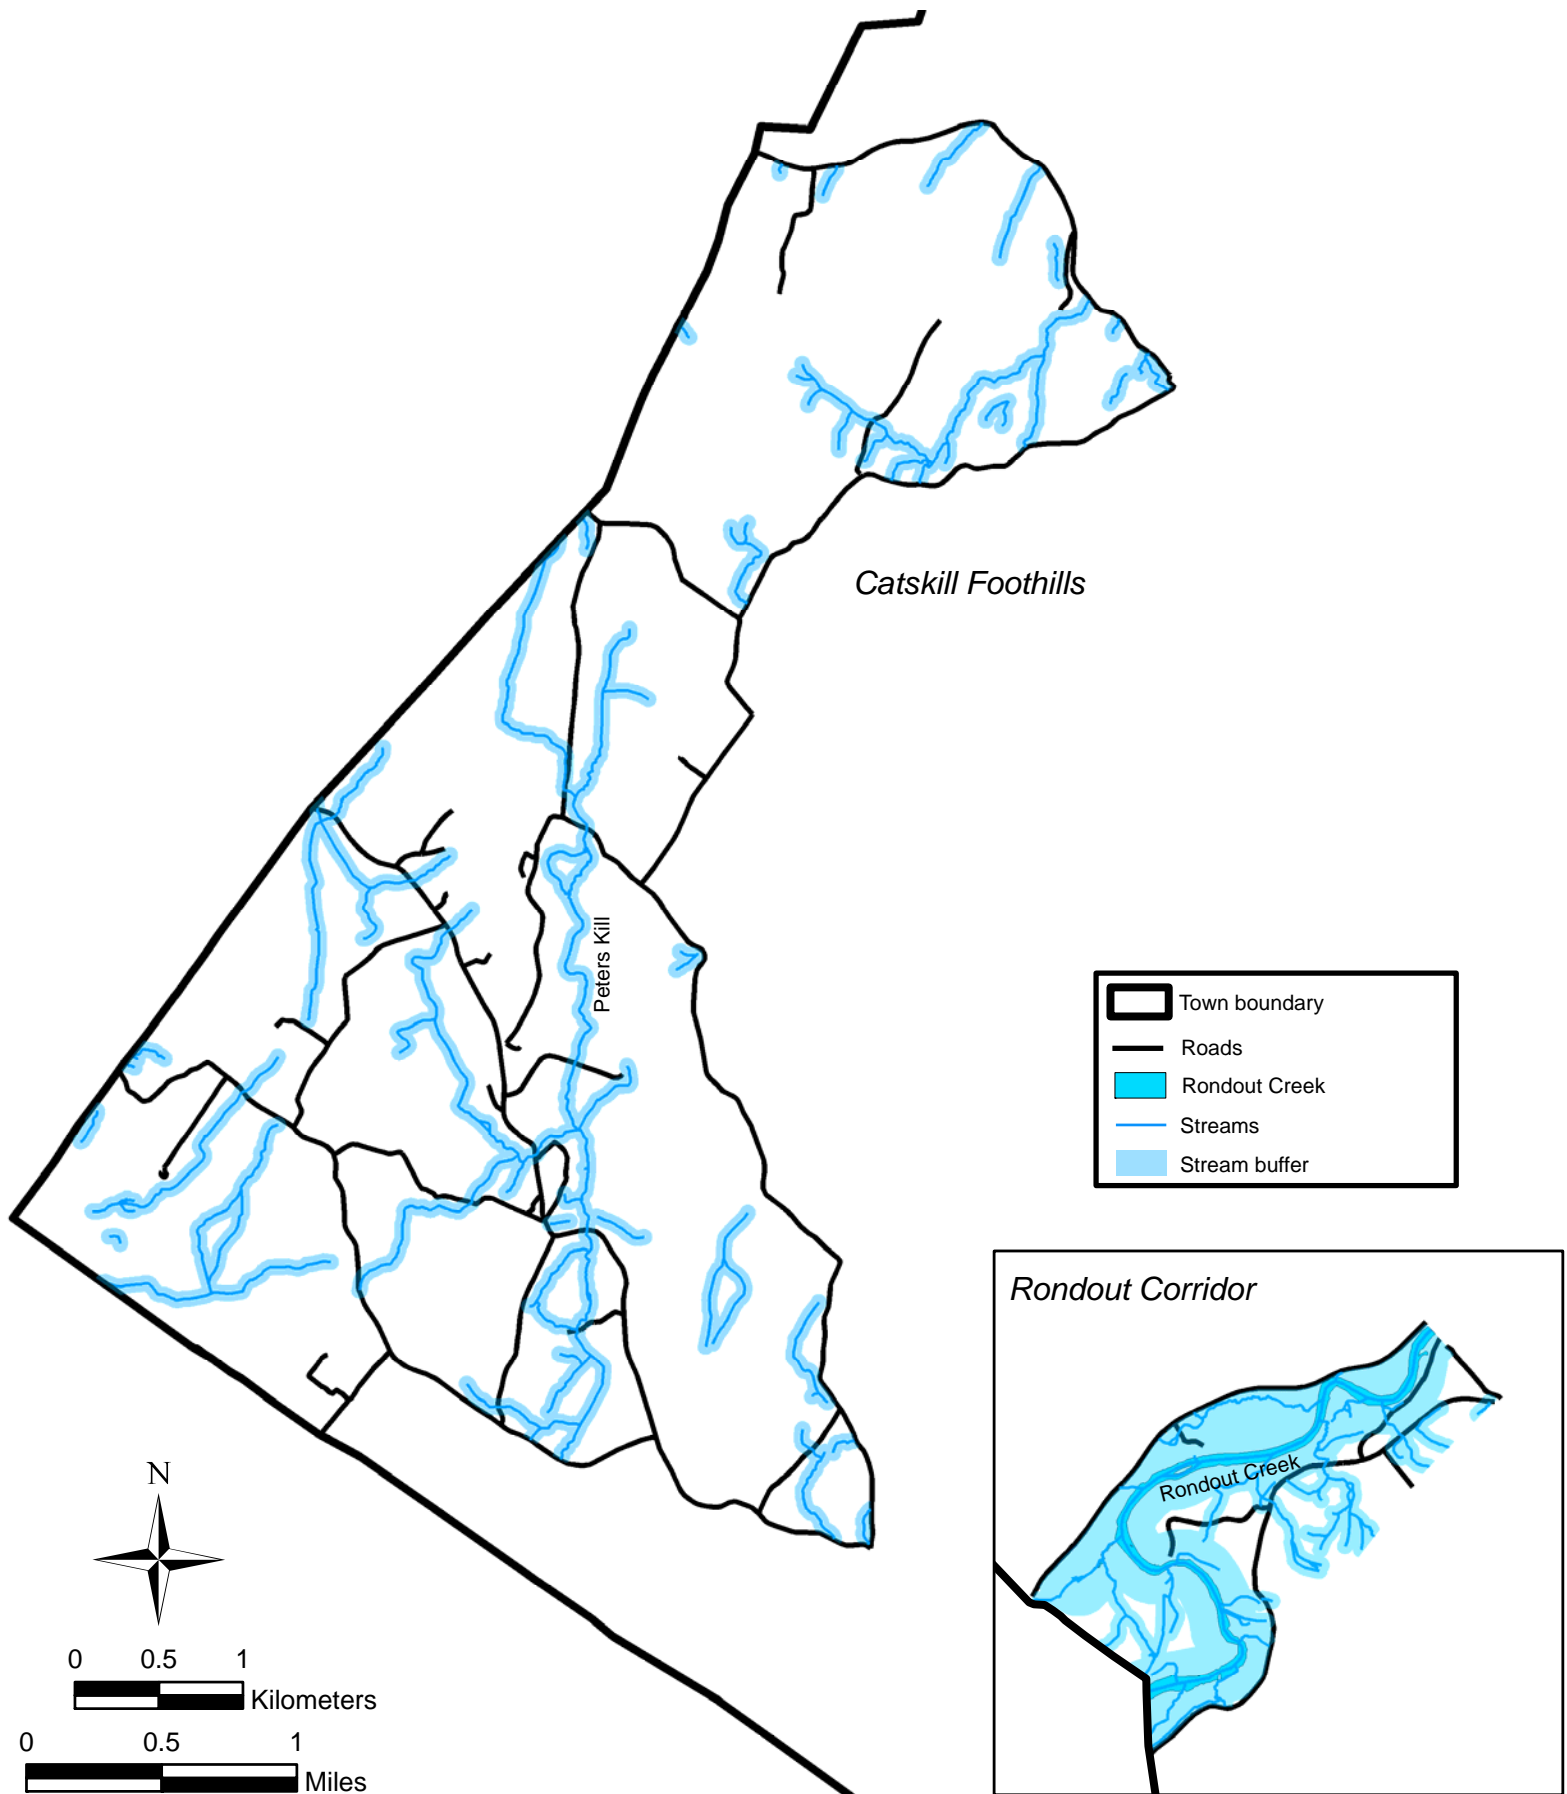 Catskill Foothills
Peters Kill
Town boundary
Roads
Rondout Creek
Streams
Stream buffer
Rondout Corridor
Rondout Creek
N
0 0.5 1
Kilometers
0 0.5 1
Miles